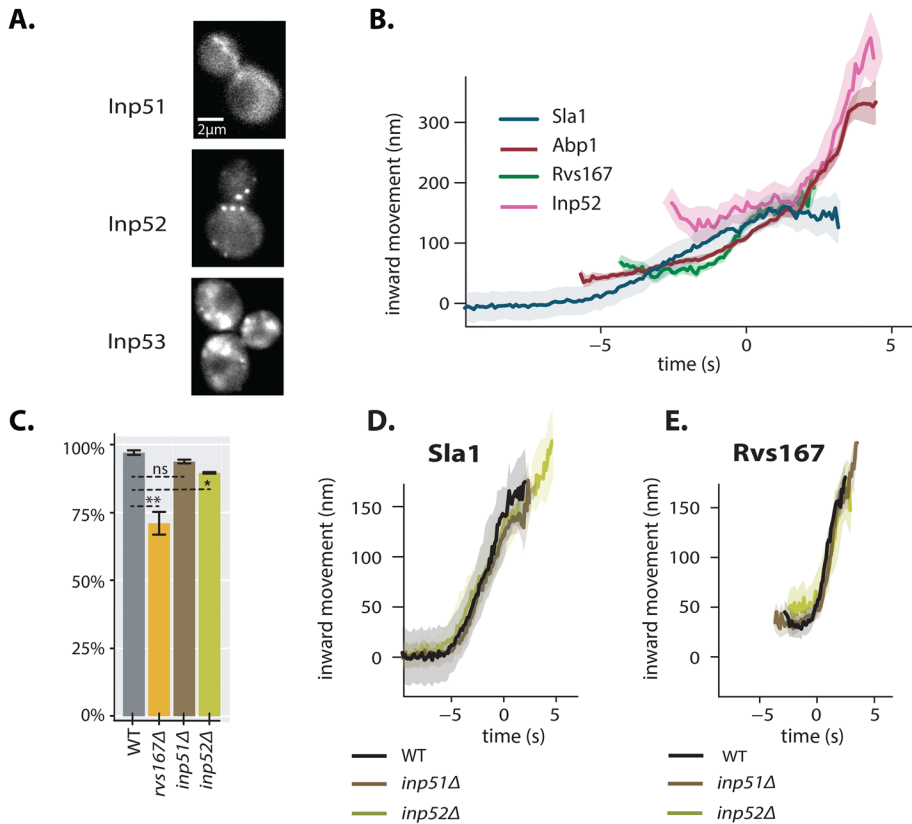 A.
Inp51
2μm
Inp52
Inp53
B.
inward movement (nm)
300
200
100
0
Sla1
Abp1
Rvs167
Inp52
−5
0
5
time (s)
C.
100%
75%
50%
25%
0%
ns
*
**
WT
rvs167Δ
inp51Δ
inp52Δ
D.
Sla1
inward movement (nm)
150
100
50
0
−5
0
5
time (s)
WT
inp51Δ
inp52Δ
E.
Rvs167
inward movement (nm)
150
100
50
0
−5
0
5
time (s)
WT
inp51Δ
inp52Δ